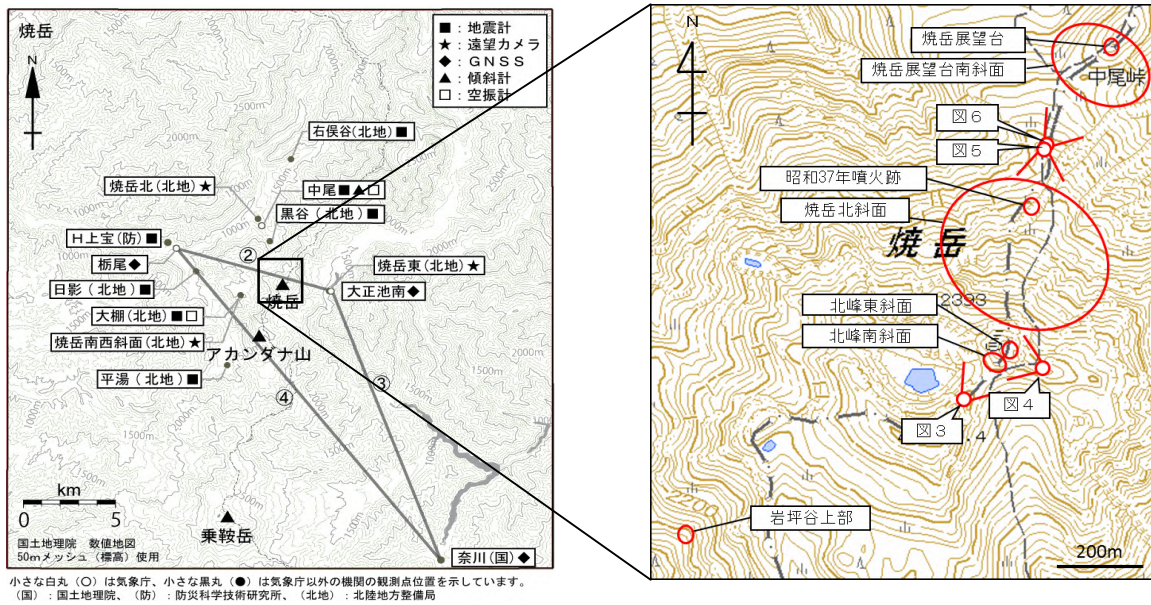 焼岳
N
■：地震計
★：遠望カメラ
◆：ＧＮＳＳ
▲：傾斜計
□：空振計
右俣谷(北地)■
焼岳北(北地)★
中尾■▲□
黒谷（北地）■
Ｈ上宝(防)■
栃尾◆
日影（北地）■
大棚(北地)■□
焼岳南西斜面(北地)★
平湯（北地）■
焼岳東(北地)★
大正池南◆
②
③
④
焼岳
アカンダナ山
乗鞍岳
奈川(国)◆
2500m
2000m
1500m
1000m
km
0 5
国土地理院　数値地図
50mメッシュ（標高）使用
小さな白丸（○）は気象庁、小さな黒丸（●）は気象庁以外の機関の観測点位置を示しています。
（国）：国土地理院、（防）：防災科学技術研究所、（北地）：北陸地方整備局
N
焼岳展望台
焼岳展望台南斜面
中尾峠
図６
図５
昭和37年噴火跡
焼岳北斜面
焼岳
2393
北峰東斜面
北峰南斜面
図３
図４
.4
岩坪谷上部
200m